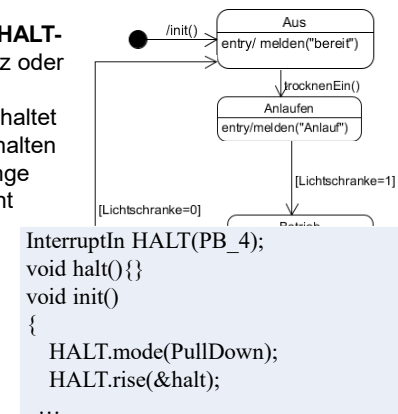 HALT-
z oder
haltet
halten
nge
nt
/init()
Aus
entry/ melden("bereit")
trocknenEin()
Anlaufen
entry/melden("Anlauf")
[Lichtschranke=1]
[Lichtschranke=0]
InterruptIn HALT(PB_4);
void halt(){}
void init()
{
HALT.mode(PullDown);
HALT.rise(&halt);
…